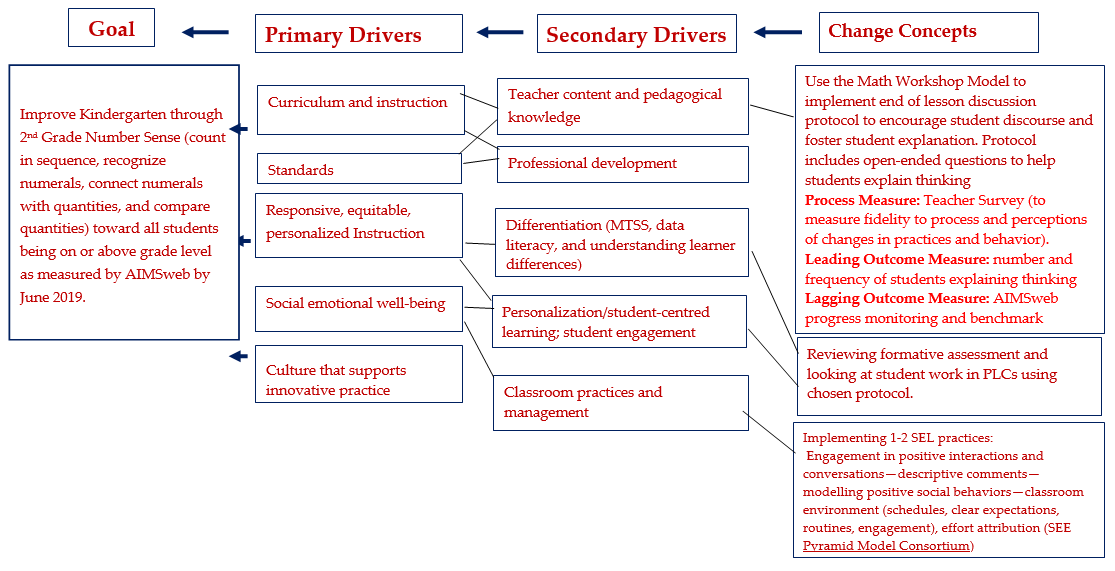 Goal
Primary Drivers
Secondary Drivers
Change Concepts
Improve Kindergarten through
2nd Grade Number Sense (count
in sequence, recognize
numerals, connect numerals
with quantities, and compare
quantities) toward all students
being on or above grade level
as measured by AIMSweb by
June 2019.
Curriculum and instruction
Standards
Responsive, equitable,
personalized Instruction
Social emotional well-being
Culture that supports
innovative practice
Teacher content and pedagogical
knowledge
Professional development
Differentiation (MTSS, data
literacy, and understanding learner
differences)
Personalization/student-centred
learning; student engagement
Classroom practices and
management
Use the Math Workshop Model to
implement end of lesson discussion
protocol to encourage student discourse and
foster student explanation. Protocol
includes open-ended questions to help
students explain thinking
Process Measure: Teacher Survey (to
measure fidelity to process and perceptions
of changes in practices and behavior).
Leading Outcome Measure: number and
frequency of students explaining thinking
Lagging Outcome Measure: AIMSweb
progress monitoring and benchmark
Reviewing formative assessment and
looking at student work in PLCs using
chosen protocol.
Implementing 1-2 SEL practices:
Engagement in positive interactions and
conversations—descriptive comments—
modelling positive social behaviors—classroom
environment (schedules, clear expectations,
routines, engagement), effort attribution (SEE
Pyramid Model Consortium)